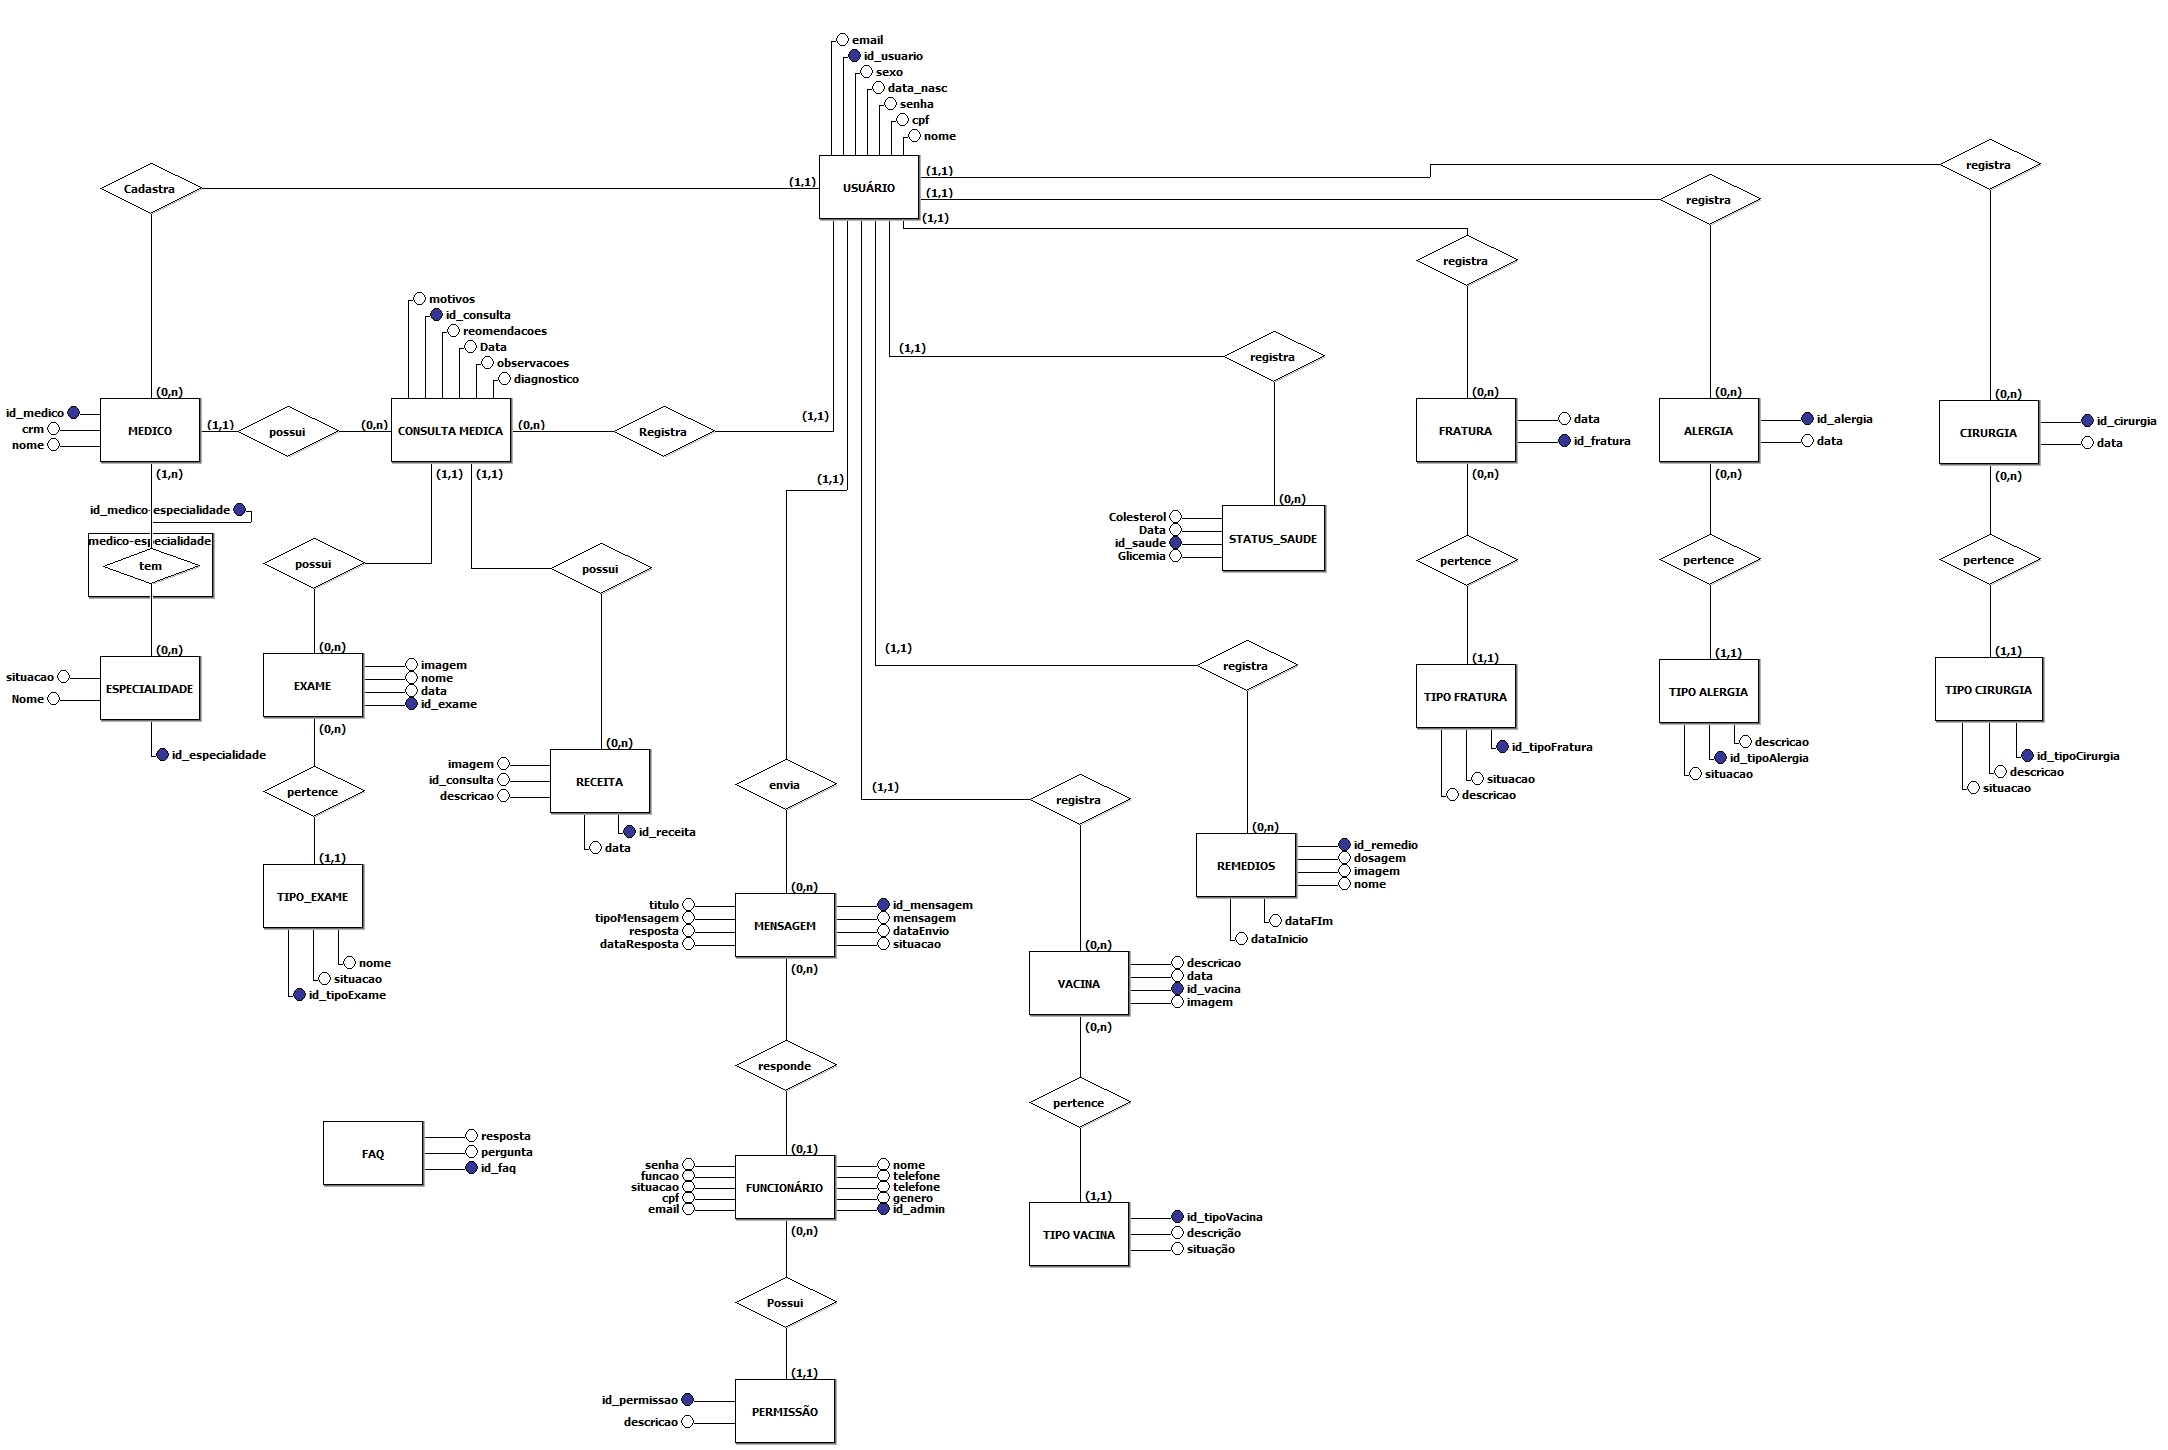 email
id_usuario
sexo
data_nasc
senha
cpf
nome
USUÁRIO
(1,1)
(1,1)
(1,1)
(1,1)
Cadastra
registra
registra
registra
motivos
id_consulta
reomendacoes
Data
observacoes
diagnostico
(1,1)
registra
(0,n)
id_medico
crm
nome
MEDICO
(1,1)
possui
(0,n)
CONSULTA MEDICA
(0,n)
Registra
(1,1)
(1,n)
(1,1)
(1,1)
(0,n)
FRATURA
data
id_fratura
(0,n)
(0,n)
ALERGIA
id_alergia
data
(0,n)
(0,n)
CIRURGIA
id_cirurgia
data
(0,n)
(1,1)
id_medico-especialidade
medico-especialidade
tem
possui
possui
(0,n)
Colesterol
Data
id_saude
Glicemia
STATUS_SAUDE
pertence
pertence
pertence
(0,n)
situacao
Nome
ESPECIALIDADE
id_especialidade
(0,n)
EXAME
imagem
nome
data
id_exame
(0,n)
(1,1)
registra
(1,1)
TIPO FRATURA
id_tipoFratura
situacao
descricao
(1,1)
TIPO ALERGIA
descricao
id_tipoAlergia
situacao
(1,1)
TIPO CIRURGIA
id_tipoCirurgia
descricao
situacao
(0,n)
imagem
id_consulta
descricao
RECEITA
id_receita
data
pertence
envia
(1,1)
registra
(1,1)
TIPO_EXAME
nome
situacao
id_tipoExame
(0,n)
REMEDIOS
id_remedio
dosagem
imagem
nome
dataFIm
dataInicio
(0,n)
titulo
tipoMensagem
resposta
dataResposta
MENSAGEM
id_mensagem
mensagem
dataEnvio
situacao
(0,n)
(0,n)
VACINA
descricao
data
id_vacina
imagem
(0,n)
responde
pertence
FAQ
resposta
pergunta
id_faq
(0,1)
senha
funcao
situacao
cpf
email
FUNCIONÁRIO
nome
telefone
telefone
genero
id_admin
(0,n)
(1,1)
TIPO VACINA
id_tipoVacina
descrição
situação
Possui
(1,1)
id_permissao
descricao
PERMISSÃO